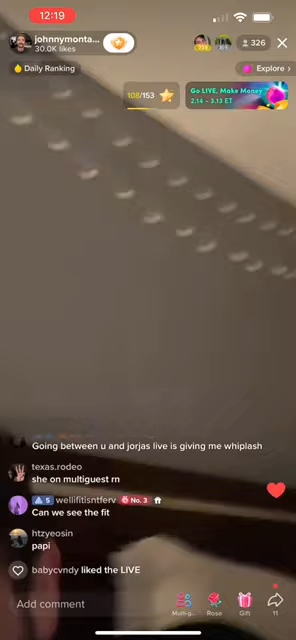 12:19
johnnymonta...
30.0K likes
326
Daily Ranking
Explore >
108/153
Go LIVE, Make Money
2.14 - 3.13 ET
Going between u and jorjas live is giving me whiplash
texas.rodeo
she on multiguest rn
5 wellifitisntferv No. 3
Can we see the fit
htzyeosin
papi
babycvndy liked the LIVE
Add comment
Multi-g...
Rose
Gift
11